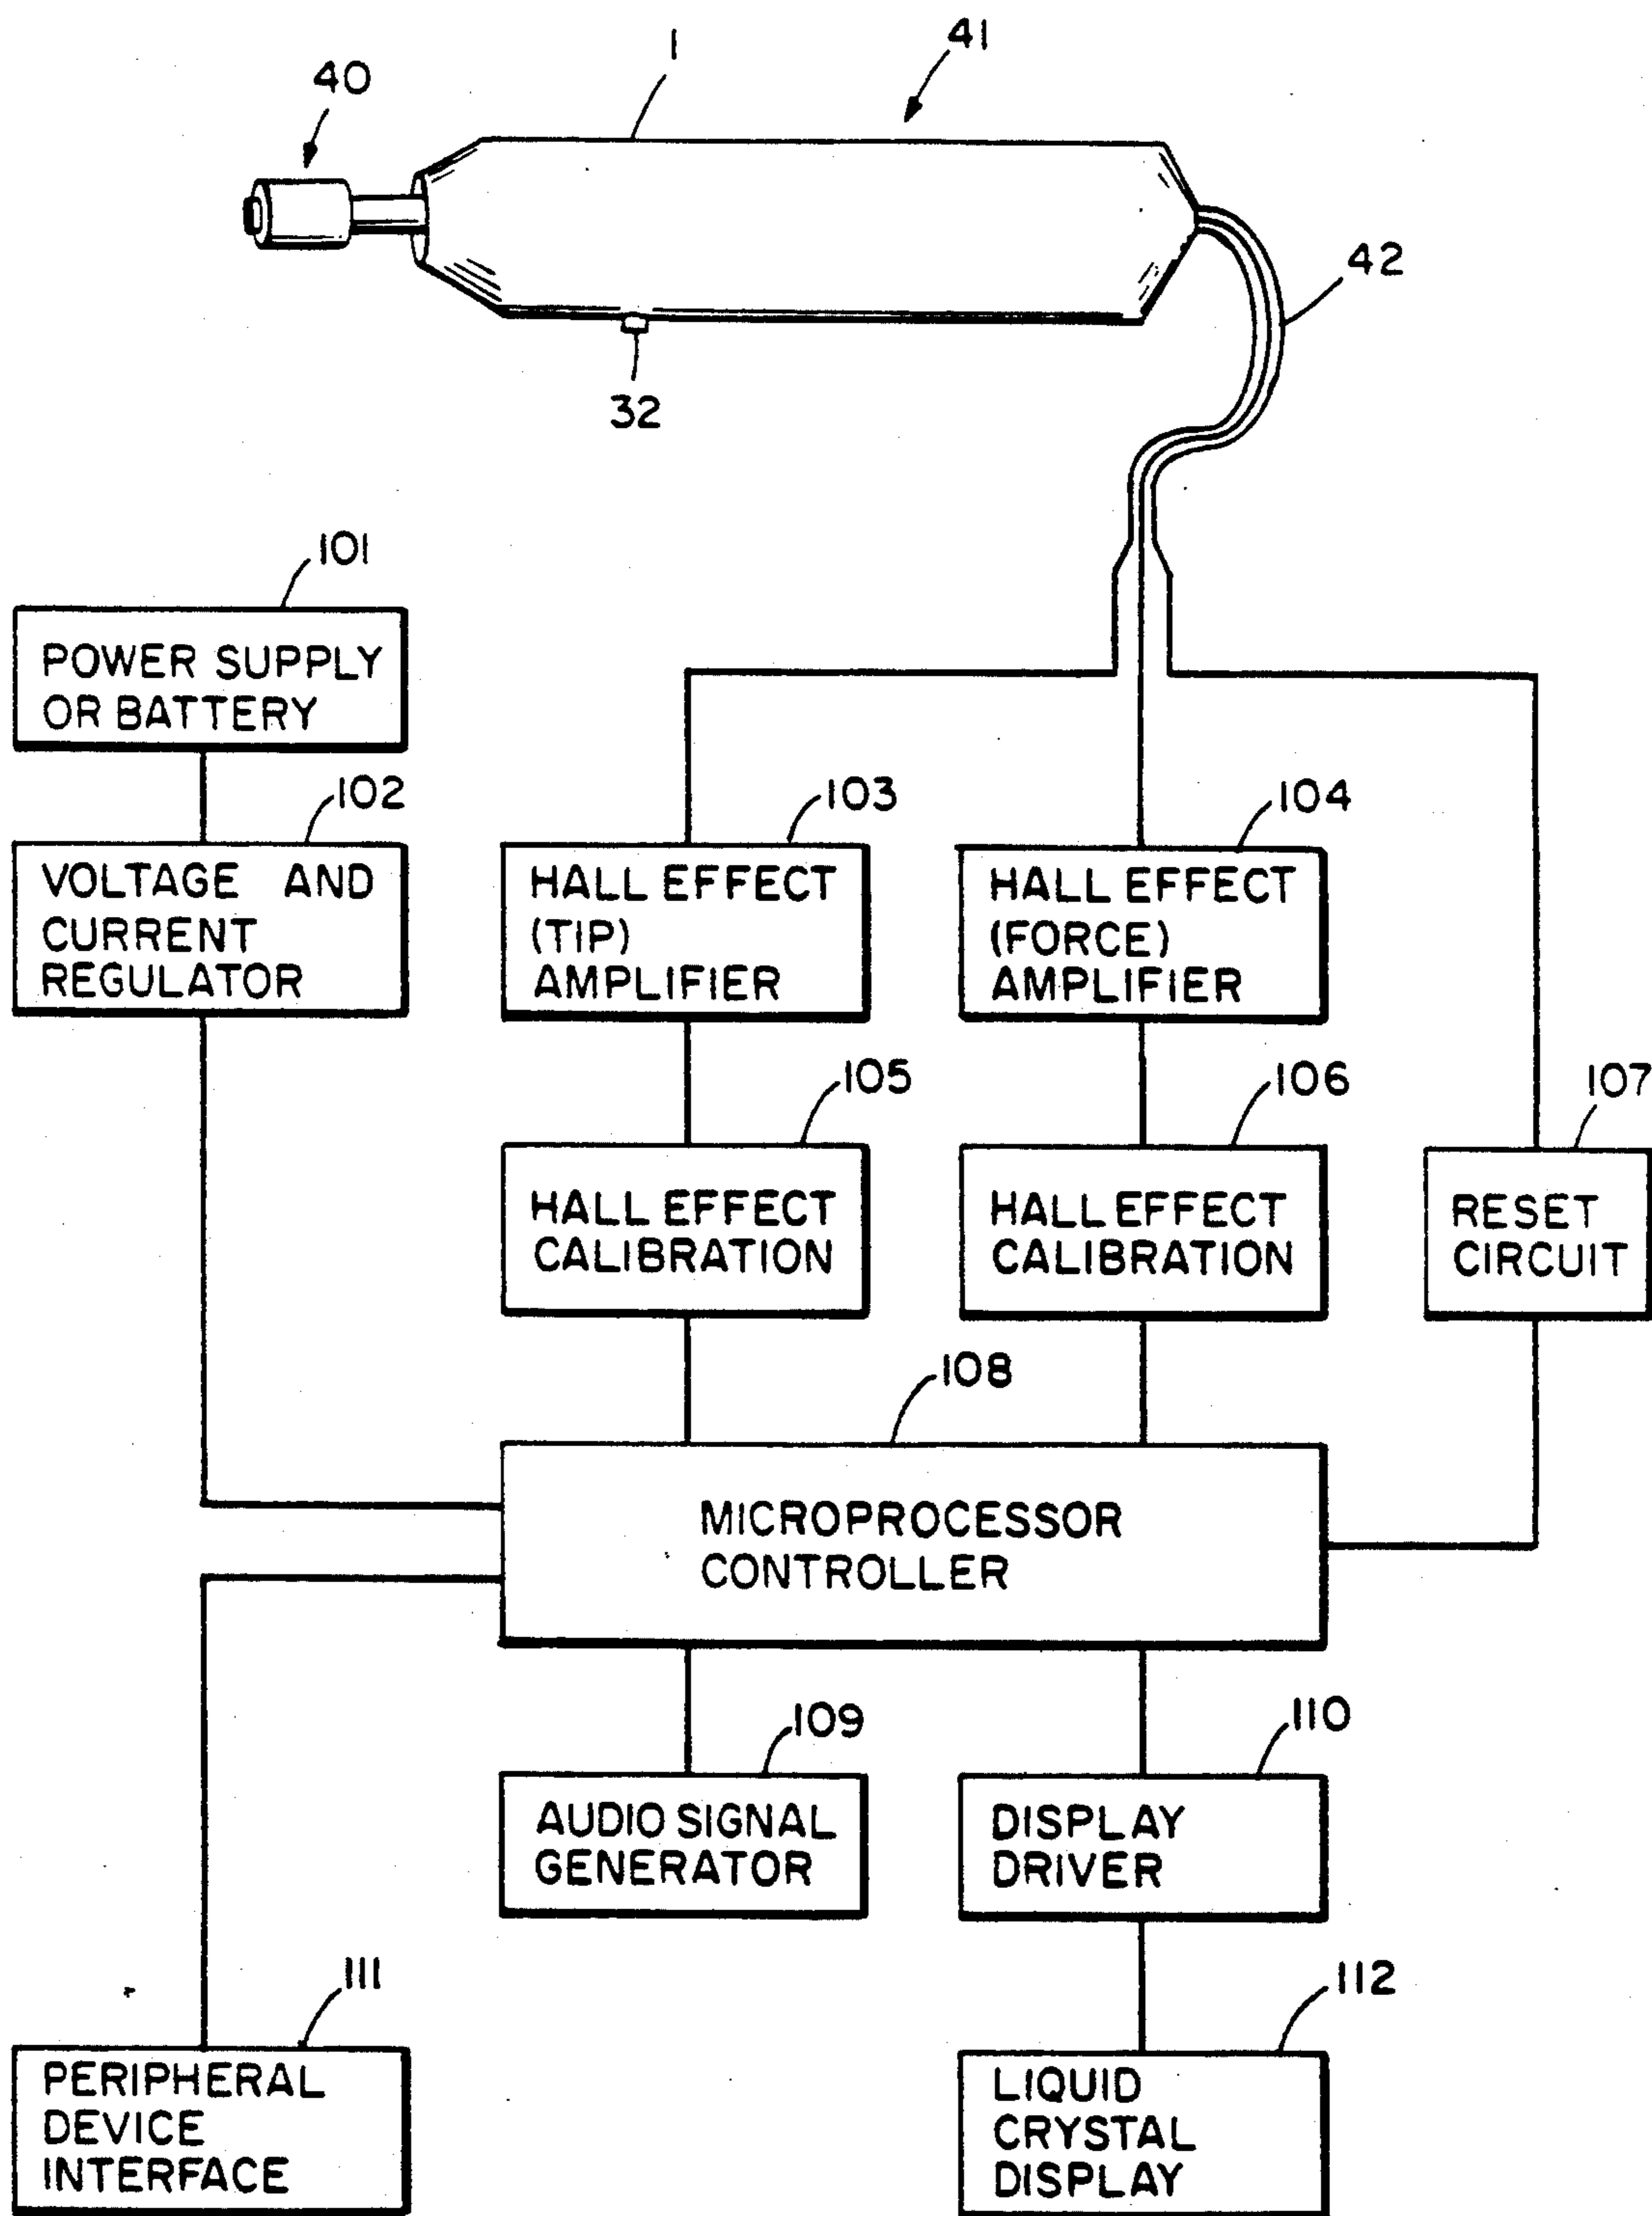 1
41
40
42
32
101
POWER SUPPLY
OR BATTERY
102
VOLTAGE AND
CURRENT
REGULATOR
103
HALL EFFECT
(TIP)
AMPLIFIER
104
HALL EFFECT
(FORCE)
AMPLIFIER
105
HALL EFFECT
CALIBRATION
106
HALL EFFECT
CALIBRATION
107
RESET
CIRCUIT
108
MICROPROCESSOR
CONTROLLER
109
AUDIO SIGNAL
GENERATOR
110
DISPLAY
DRIVER
111
PERIPHERAL
DEVICE
INTERFACE
112
LIQUID
CRYSTAL
DISPLAY